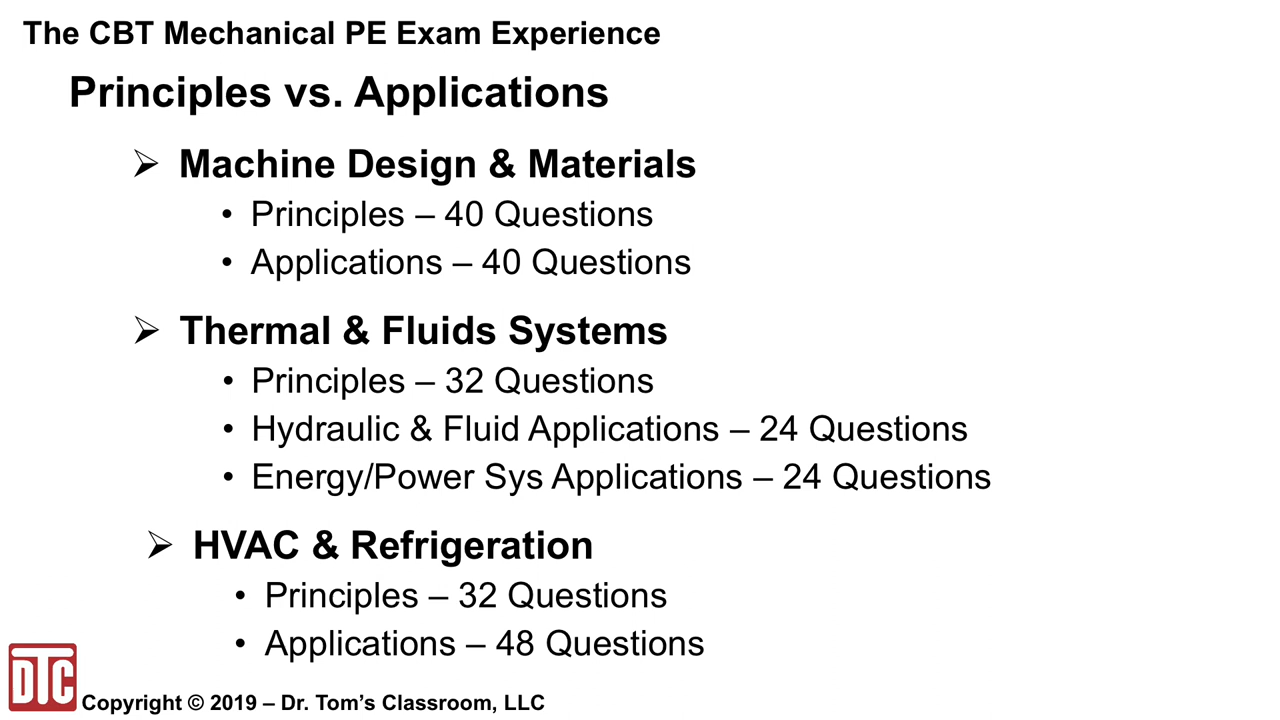 The CBT Mechanical PE Exam Experience
Principles vs. Applications
➢ Machine Design & Materials
• Principles – 40 Questions
• Applications – 40 Questions
➢ Thermal & Fluids Systems
• Principles – 32 Questions
• Hydraulic & Fluid Applications – 24 Questions
• Energy/Power Sys Applications – 24 Questions
➢ HVAC & Refrigeration
• Principles – 32 Questions
• Applications – 48 Questions
DTC
Copyright © 2019 – Dr. Tom’s Classroom, LLC